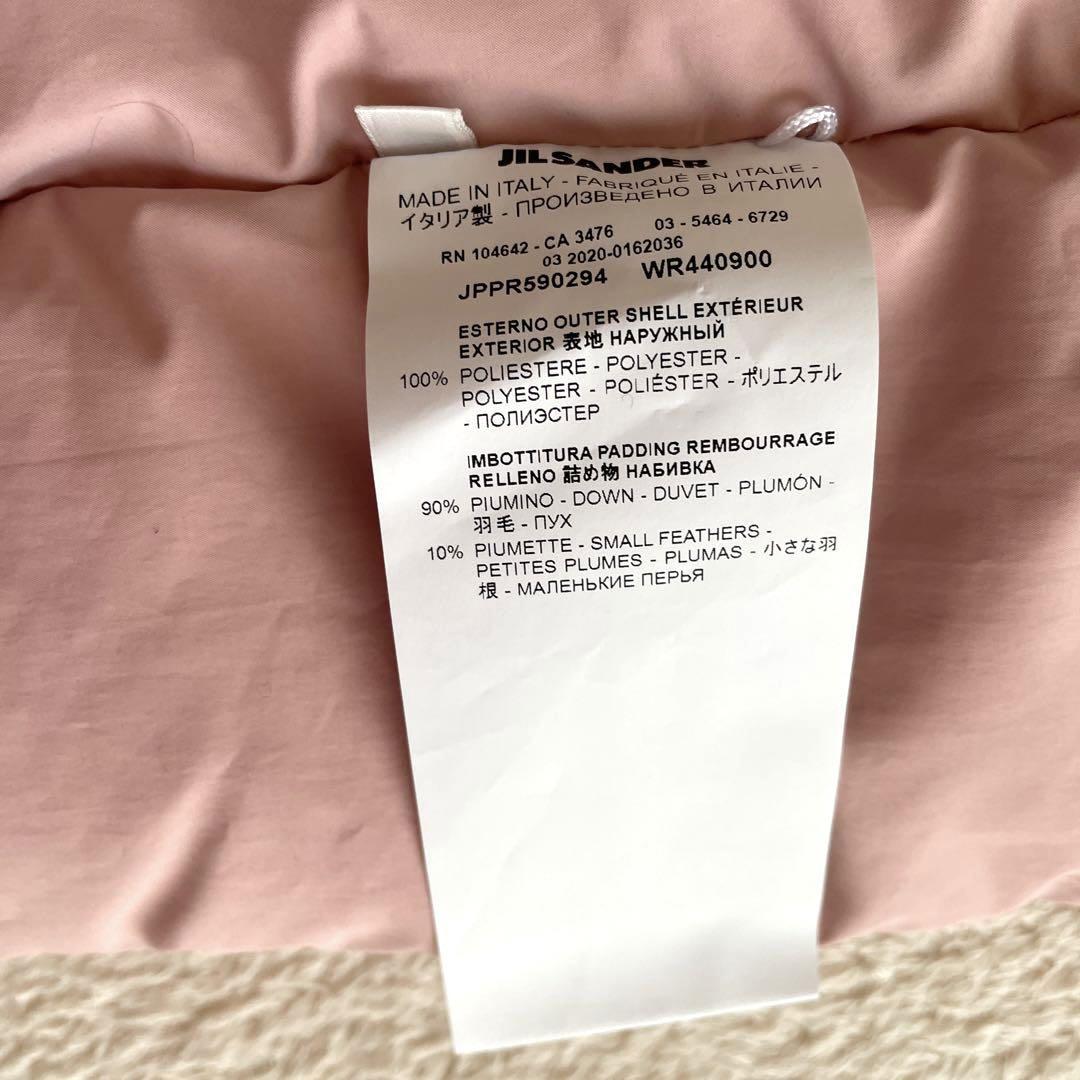 JIL SANDER
MADE IN ITALY - FABRIQUÉ EN ITALIE -
イタリア製 - ПРОИЗВЕДЕНО В ИТАЛИИ
RN 104642 - CA 3476 03 - 5464 - 6729
03 2020-0162036
JPPR590294 WR440900
ESTERNO OUTER SHELL EXTÉRIEUR
EXTERIOR 表地 НАРУЖНЫЙ
100% POLIESTERE - POLYESTER -
POLYESTER - POLIÉSTER - ポリエステル
- ПОЛИЭСТЕР
IMBOTTITURA PADDING REMBOURRAGE
RELLENO 詰め物 НАБИВКА
90% PIUMINO - DOWN - DUVET - PLUMÓN -
羽毛 - ПУХ
10% PIUMETTE - SMALL FEATHERS -
PETITES PLUMES - PLUMAS - 小さな羽
根 - МАЛЕНЬКИЕ ПЕРЬЯ